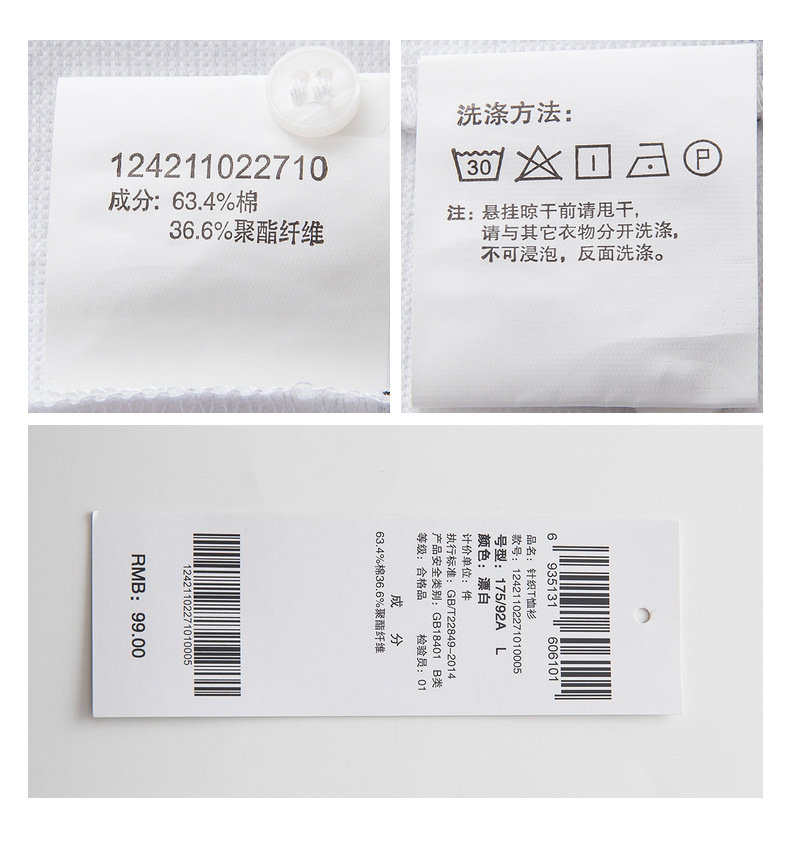 124211022710
成分: 63.4%棉
36.6%聚酯纤维
洗涤方法:
30
P
注: 悬挂晾干前请甩干,
请与其它衣物分开洗涤,
不可浸泡, 反面洗涤。
6 935131 606101
品名: 针织T恤衫
款号: 12421102271010005
号型: 175/92A L
颜色: 漂白
计价单位: 件
执行标准: GB/T22849-2014
产品安全类别: GB18401 B类
等级: 合格品 检验员: 01
成 分
63.4%棉36.6%聚酯纤维
12421102271010005
RMB: 99.00